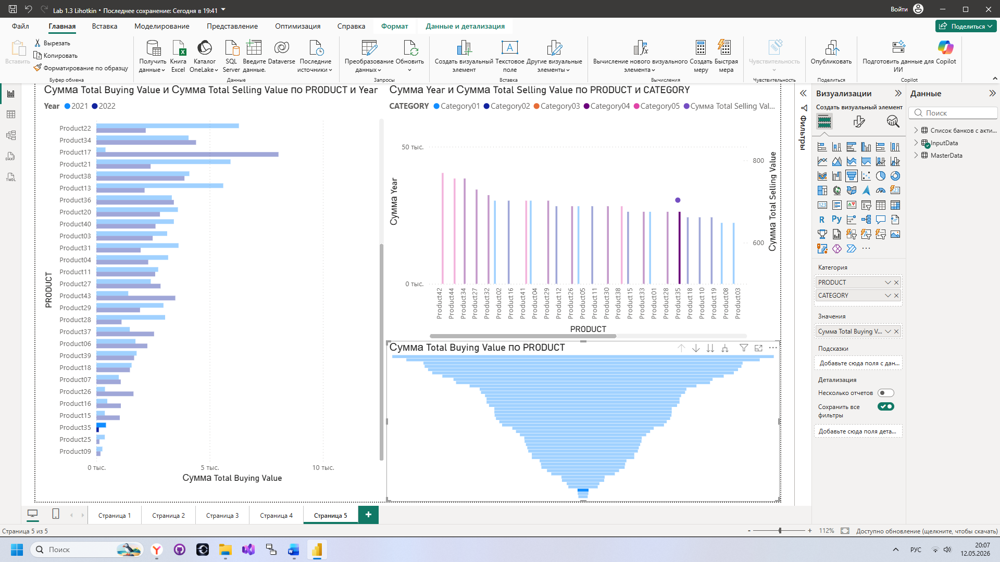 Lab 1.3 Lihotkin • Последнее сохранение: Сегодня в 19:41
Войти
Файл Главная Вставка Моделирование Представление Оптимизация Справка Формат Данные и детализация
Поделиться
Вставить
Вырезать
Копировать
Форматирование по образцу
Буфер обмена
Получить данные
Книга Excel
Каталог OneLake
SQL Server
Введите данные.
Dataverse
Последние источники
Данные
Преобразование данных
Обновить
Запросы
Создать визуальный элемент
Текстовое поле
Другие визуальные элементы
Вставка
Вычисление нового визуального элемента
Создать меру
Быстрая мера
Вычисления
Чувствительность
Чувствительность
Опубликовать
Поделиться
Подготовить данные для ИИ
Copilot
Copilot
DAX
TMDL
Сумма Total Buying Value и Сумма Total Selling Value по PRODUCT и Year
Year 2021 2022
PRODUCT
Product22
Product34
Product17
Product21
Product38
Product13
Product36
Product20
Product40
Product03
Product31
Product04
Product11
Product27
Product43
Product29
Product28
Product37
Product06
Product39
Product18
Product07
Product26
Product16
Product15
Product35
Product25
Product09
0 тыс. 5 тыс. 10 тыс.
Сумма Total Buying Value
Сумма Year и Сумма Total Selling Value по PRODUCT и CATEGORY
CATEGORY Category01 Category02 Category03 Category04 Category05 Сумма Total Selling Val...
Сумма Year
50 тыс.
0 тыс.
800
600
Сумма Total Selling Value
Product42
Product44
Product34
Product27
Product32
Product02
Product16
Product41
Product04
Product29
Product12
Product26
Product05
Product11
Product30
Product38
Product15
Product33
Product01
Product28
Product35
Product18
Product10
Product19
Product08
Product03
PRODUCT
Сумма Total Buying Value по PRODUCT
Фильтры
Визуализации
Создать визуальный элемент
R Py
123
123
Категория
PRODUCT
CATEGORY
Значения
Сумма Total Buying V...
Подсказки
Добавьте сюда поля с дан...
Детализация
Несколько отчетов
Сохранить все фильтры
Добавьте сюда поля дета...
Данные
Поиск
Список банков с акти...
InputData
MasterData
Страница 1 Страница 2 Страница 3 Страница 4 Страница 5
Страница 5 из 5
- + 112%
Доступно обновление (щелкните, чтобы скачать)
Поиск
РУС
20:07
12.05.2026